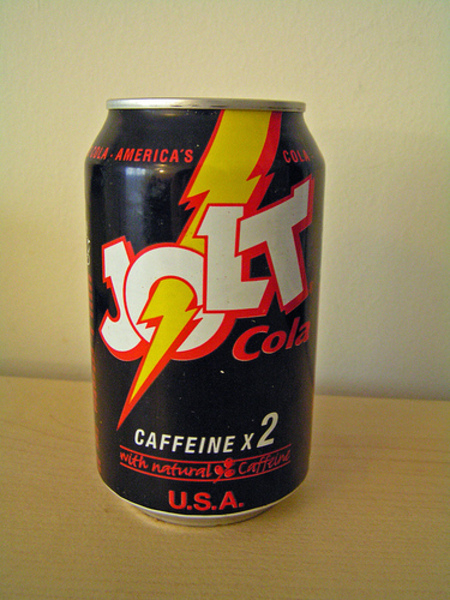 COLA · AMERICA'S COLA
JOLT
Cola
CAFFEINE X 2
with natural Caffeine
U.S.A.